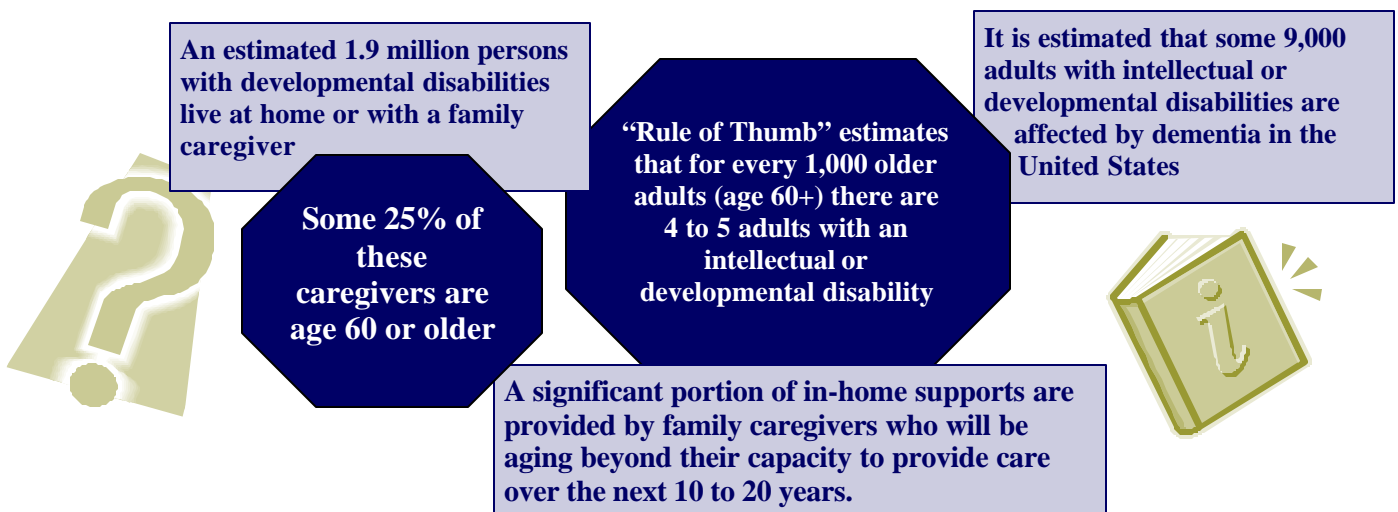 An estimated 1.9 million persons
with developmental disabilities
live at home or with a family
caregiver
Some 25% of
these
caregivers are
age 60 or older
“Rule of Thumb” estimates
that for every 1,000 older
adults (age 60+) there are
4 to 5 adults with an
intellectual or
developmental disability
It is estimated that some 9,000
adults with intellectual or
developmental disabilities are
affected by dementia in the
United States
A significant portion of in-home supports are
provided by family caregivers who will be
aging beyond their capacity to provide care
over the next 10 to 20 years.
?
i